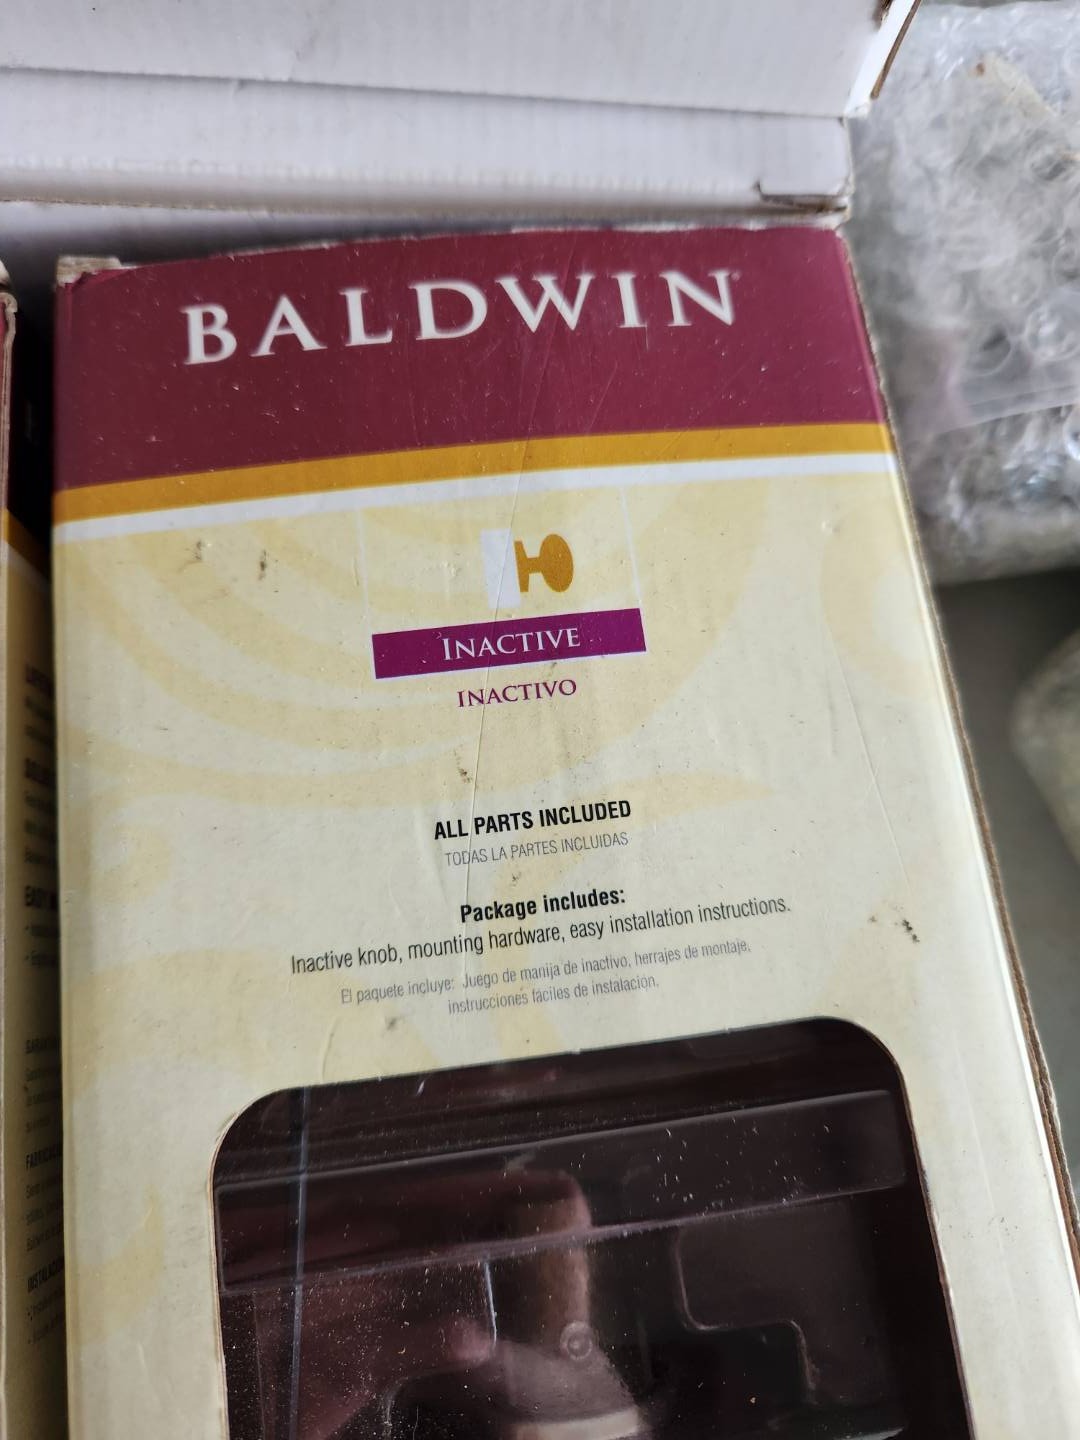 BALDWIN
INACTIVE
INACTIVO
ALL PARTS INCLUDED
TODAS LA PARTES INCLUIDAS
Package includes:
Inactive knob, mounting hardware, easy installation instructions.
El paquete incluye: Juego de manija de inactivo, herrajes de montaje,
instrucciones fáciles de instalación.